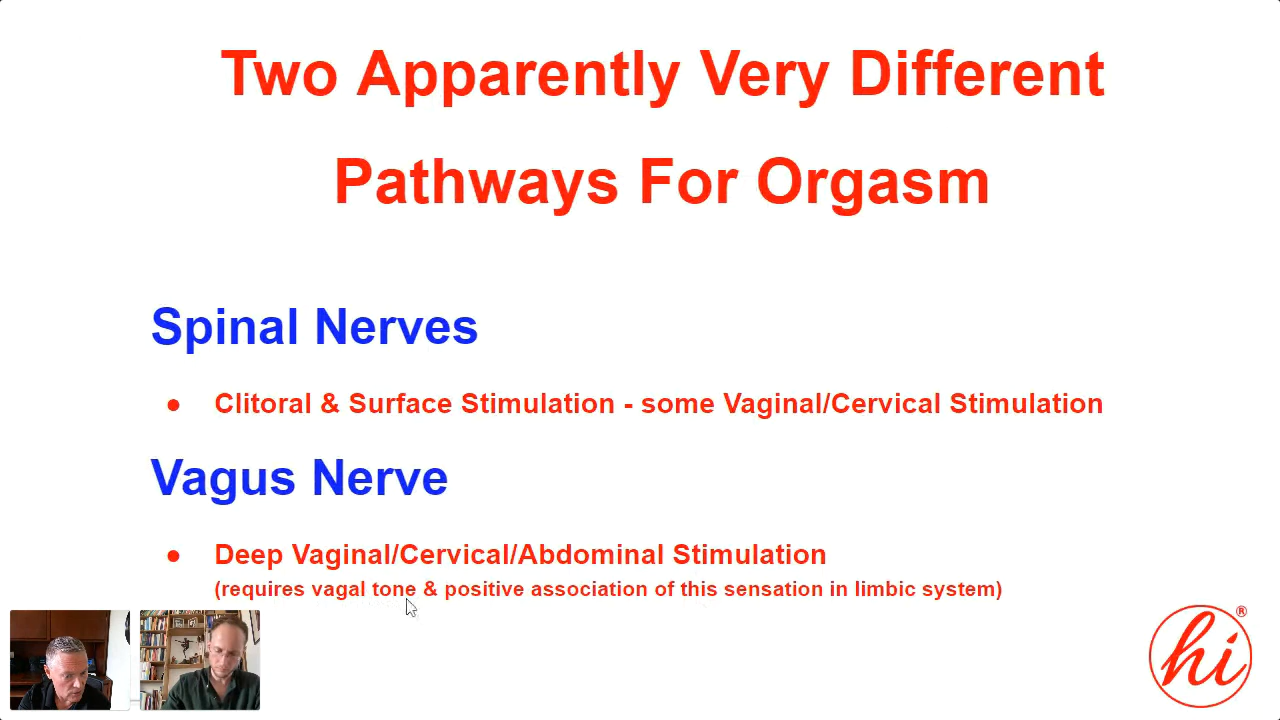 Two Apparently Very Different
Pathways For Orgasm
Spinal Nerves
● Clitoral & Surface Stimulation - some Vaginal/Cervical Stimulation
Vagus Nerve
● Deep Vaginal/Cervical/Abdominal Stimulation
(requires vagal tone & positive association of this sensation in limbic system)
hi®